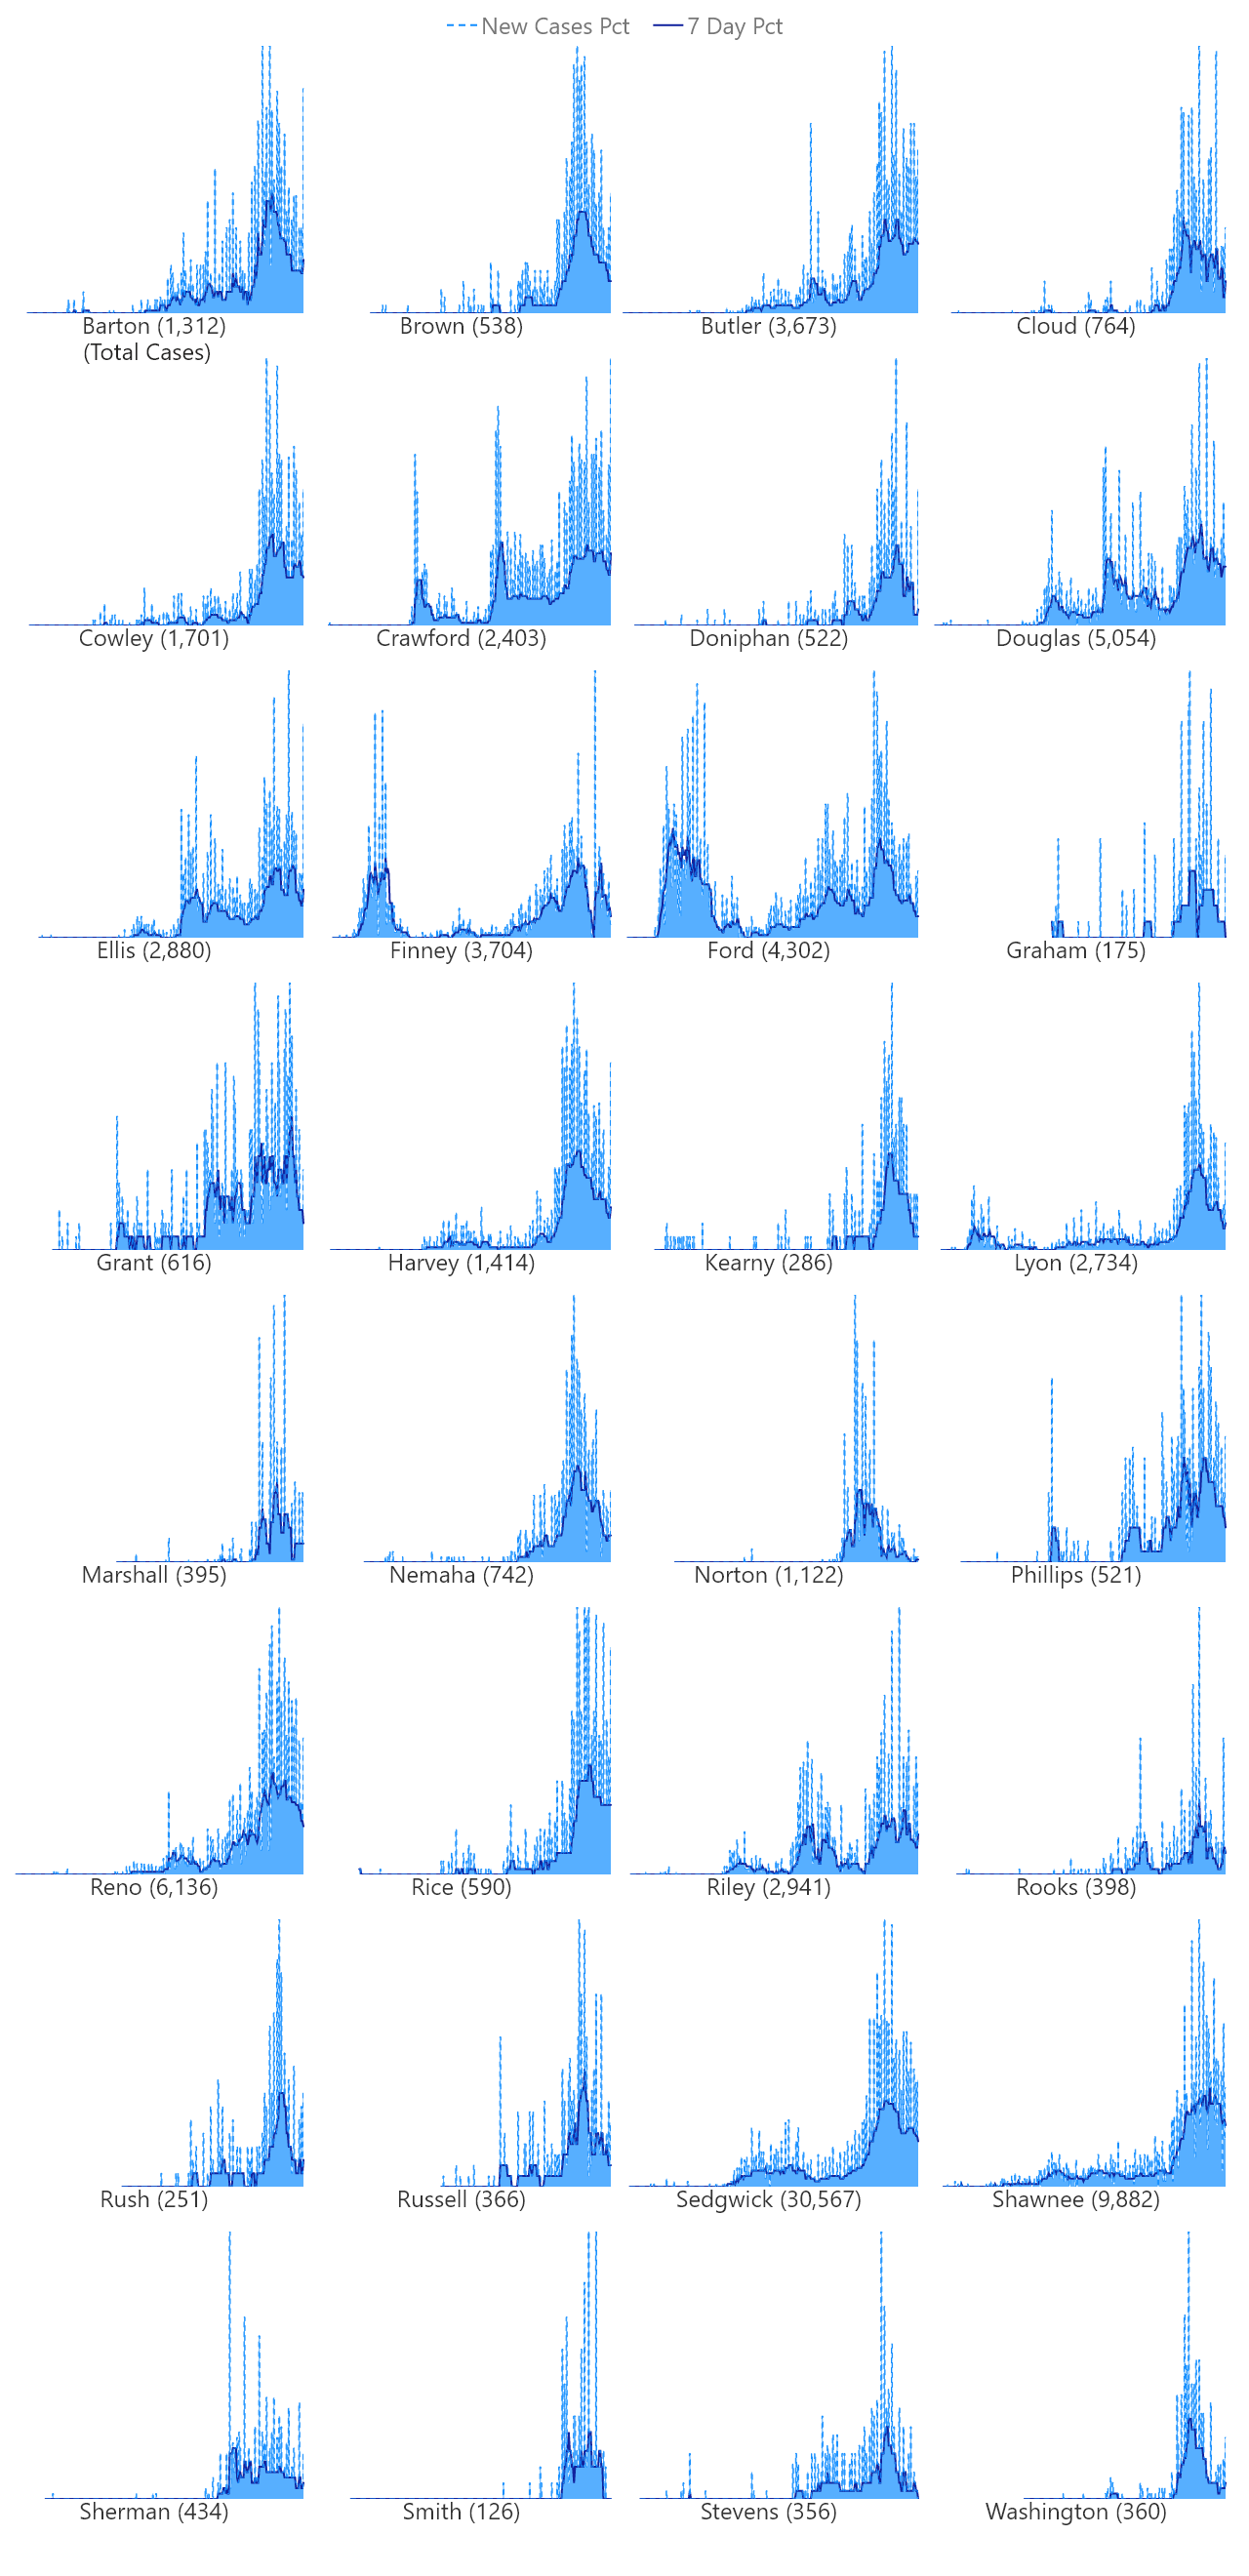 New Cases Pct 7 Day Pct
Barton (1,312) Brown (538) Butler (3,673) Cloud (764)
(Total Cases)
Cowley (1,701) Crawford (2,403) Doniphan (522) Douglas (5,054)
Ellis (2,880) Finney (3,704) Ford (4,302) Graham (175)
Grant (616) Harvey (1,414) Kearny (286) Lyon (2,734)
Marshall (395) Nemaha (742) Norton (1,122) Phillips (521)
Reno (6,136) Rice (590) Riley (2,941) Rooks (398)
Rush (251) Russell (366) Sedgwick (30,567) Shawnee (9,882)
Sherman (434) Smith (126) Stevens (356) Washington (360)